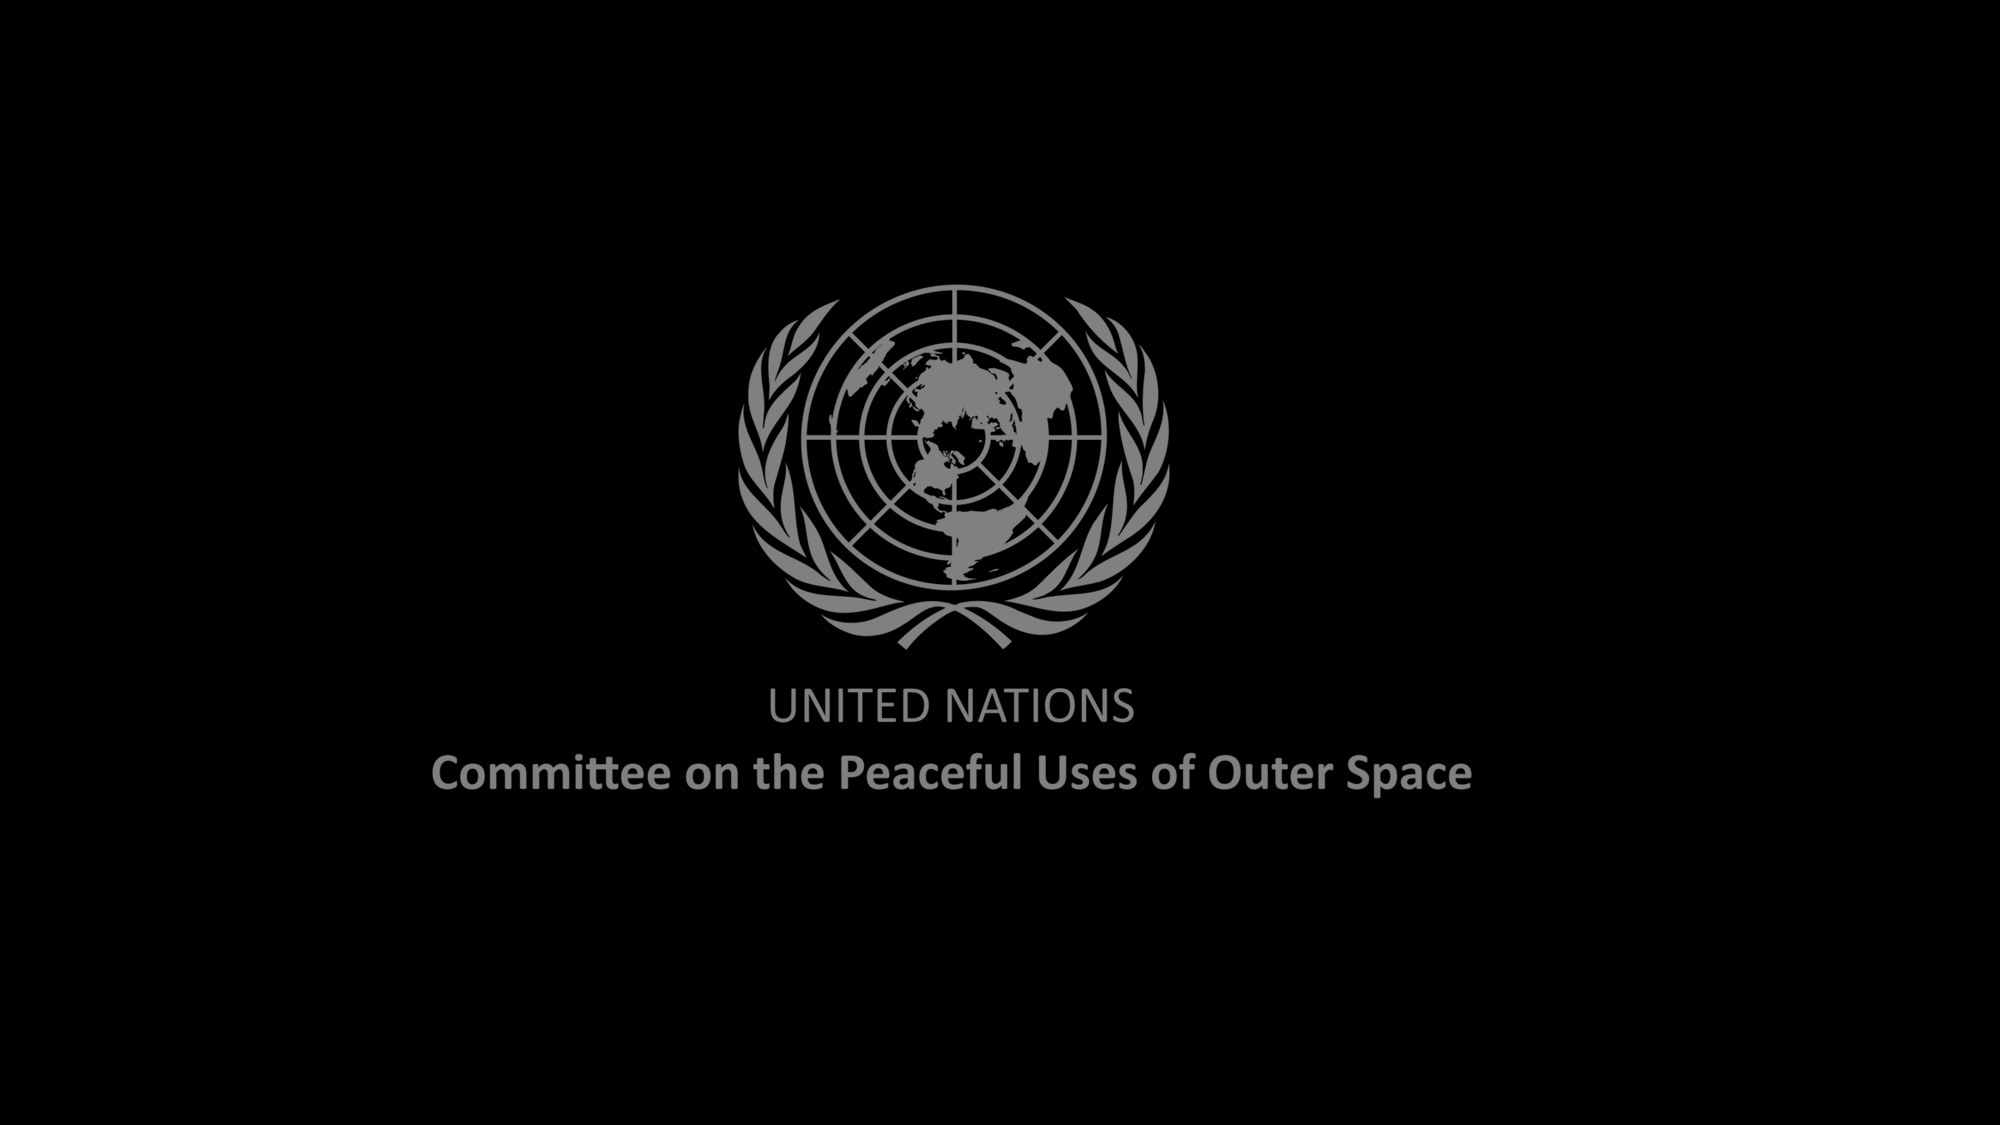 UNITED NATIONS
Committee on the Peaceful Uses of Outer Space